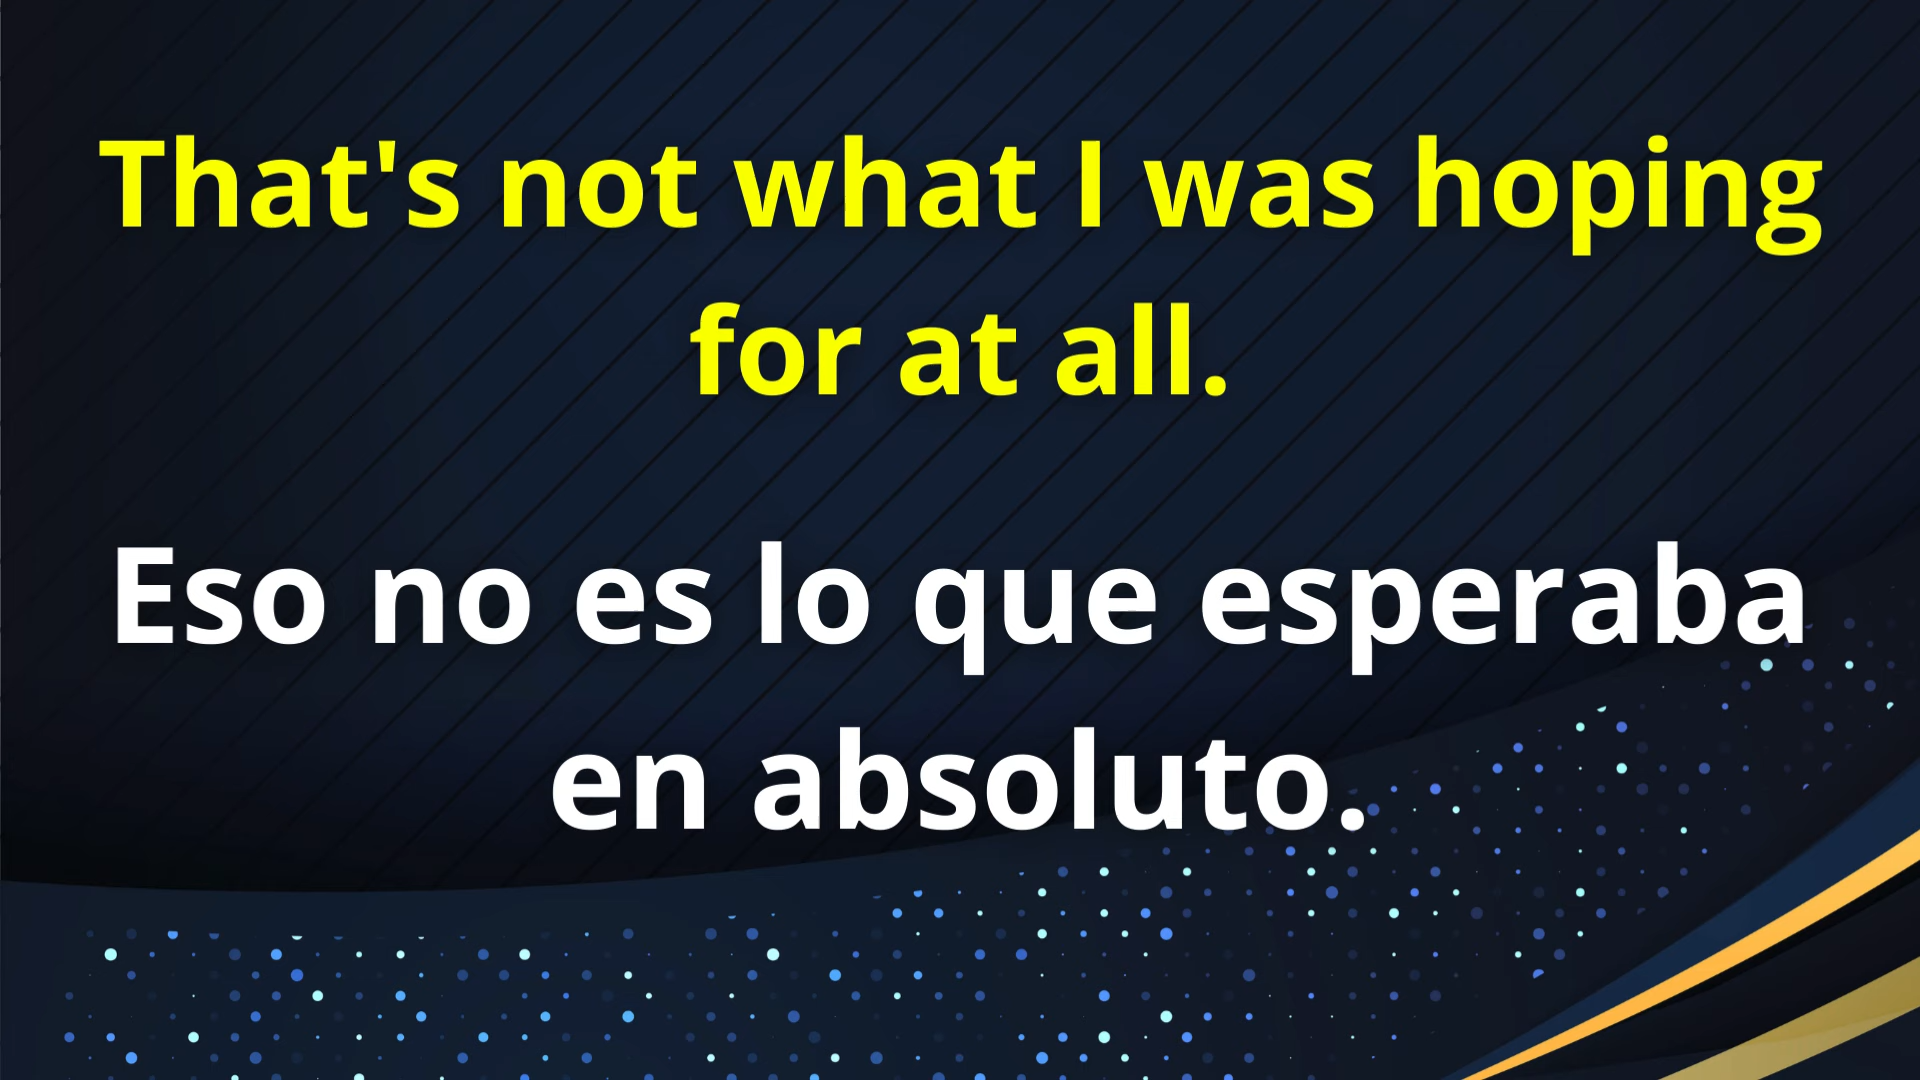 That's not what I was hoping
for at all.
Eso no es lo que esperaba
en absoluto.